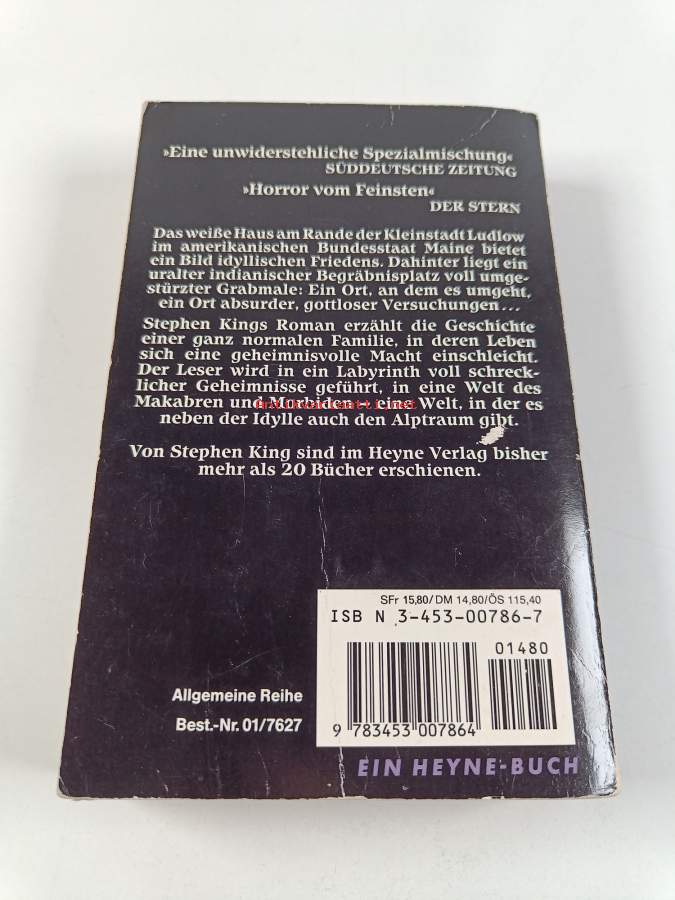 »Eine unwiderstehliche Spezialmischung«
SÜDDEUTSCHE ZEITUNG
»Horror vom Feinsten«
DER STERN
Das weiße Haus am Rande der Kleinstadt Ludlow
im amerikanischen Bundesstaat Maine bietet
ein Bild idyllischen Friedens. Dahinter liegt ein
uralter indianischer Begräbnisplatz voll umge-
stürzter Grabmale: Ein Ort, an dem es umgeht,
ein Ort absurder, gottloser Versuchungen...
Stephen Kings Roman erzählt die Geschichte
einer ganz normalen Familie, in deren Leben
sich eine geheimnisvolle Macht einschleicht.
Der Leser wird in ein Labyrinth voll schreck-
licher Geheimnisse geführt, in eine Welt des
Makabren und Morbiden – eine Welt, in der es
antikvariaatti.net
neben der Idylle auch den Alptraum gibt.
Von Stephen King sind im Heyne Verlag bisher
mehr als 20 Bücher erschienen.
SFr 15,80/DM 14,80/ÖS 115,40
ISBN 3-453-00786-7
01480
9 783453 007864
Allgemeine Reihe
Best.-Nr. 01/7627
EIN HEYNE-BUCH